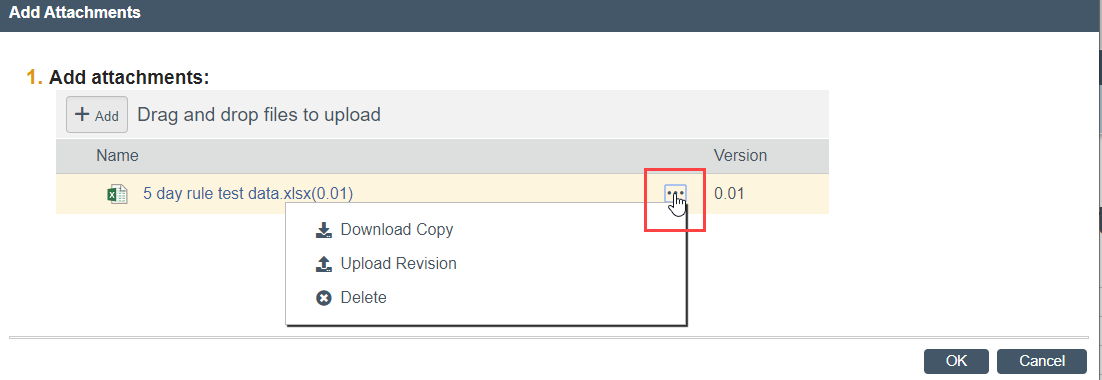 Add Attachments
1. Add attachments:
+ Add Drag and drop files to upload
Name Version
5 day rule test data.xlsx(0.01) ... 0.01
Download Copy
Upload Revision
Delete
OK Cancel